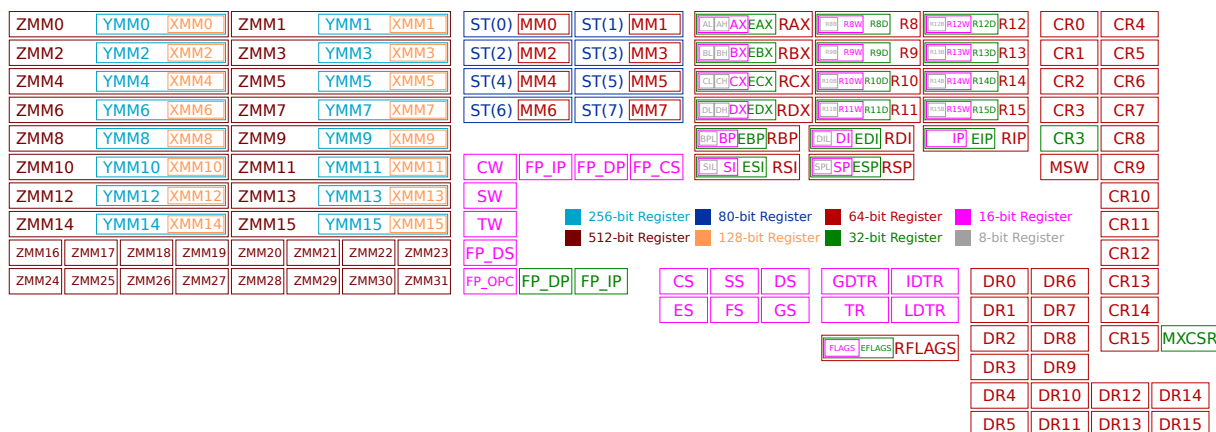 ZMM0 YMM0 XMM0 ZMM1 YMM1 XMM1 ST(0) MM0 ST(1) MM1 AL AH AX EAX RAX R8B R8W R8D R8 R12B R12W R12D R12 CR0 CR4
ZMM2 YMM2 XMM2 ZMM3 YMM3 XMM3 ST(2) MM2 ST(3) MM3 BL BH BX EBX RBX R9B R9W R9D R9 R13B R13W R13D R13 CR1 CR5
ZMM4 YMM4 XMM4 ZMM5 YMM5 XMM5 ST(4) MM4 ST(5) MM5 CL CH CX ECX RCX R10B R10W R10D R10 R14B R14W R14D R14 CR2 CR6
ZMM6 YMM6 XMM6 ZMM7 YMM7 XMM7 ST(6) MM6 ST(7) MM7 DL DH DX EDX RDX R11B R11W R11D R11 R15B R15W R15D R15 CR3 CR7
ZMM8 YMM8 XMM8 ZMM9 YMM9 XMM9 BPL BP EBP RBP DIL DI EDI RDI IP EIP RIP CR3 CR8
ZMM10 YMM10 XMM10 ZMM11 YMM11 XMM11 CW FP_IP FP_DP FP_CS SIL SI ESI RSI SPL SP ESP RSP MSW CR9
ZMM12 YMM12 XMM12 ZMM13 YMM13 XMM13 SW CR10
ZMM14 YMM14 XMM14 ZMM15 YMM15 XMM15 TW 256-bit Register 80-bit Register 64-bit Register 16-bit Register CR11
512-bit Register 128-bit Register 32-bit Register 8-bit Register
ZMM16 ZMM17 ZMM18 ZMM19 ZMM20 ZMM21 ZMM22 ZMM23 FP_DS CR12
ZMM24 ZMM25 ZMM26 ZMM27 ZMM28 ZMM29 ZMM30 ZMM31 FP_OPC FP_DP FP_IP CS SS DS GDTR IDTR DR0 DR6 CR13
ES FS GS TR LDTR DR1 DR7 CR14
DR2 DR8 CR15 MXCSR
FLAGS EFLAGS RFLAGS
DR3 DR9
DR4 DR10 DR12 DR14
DR5 DR11 DR13 DR15